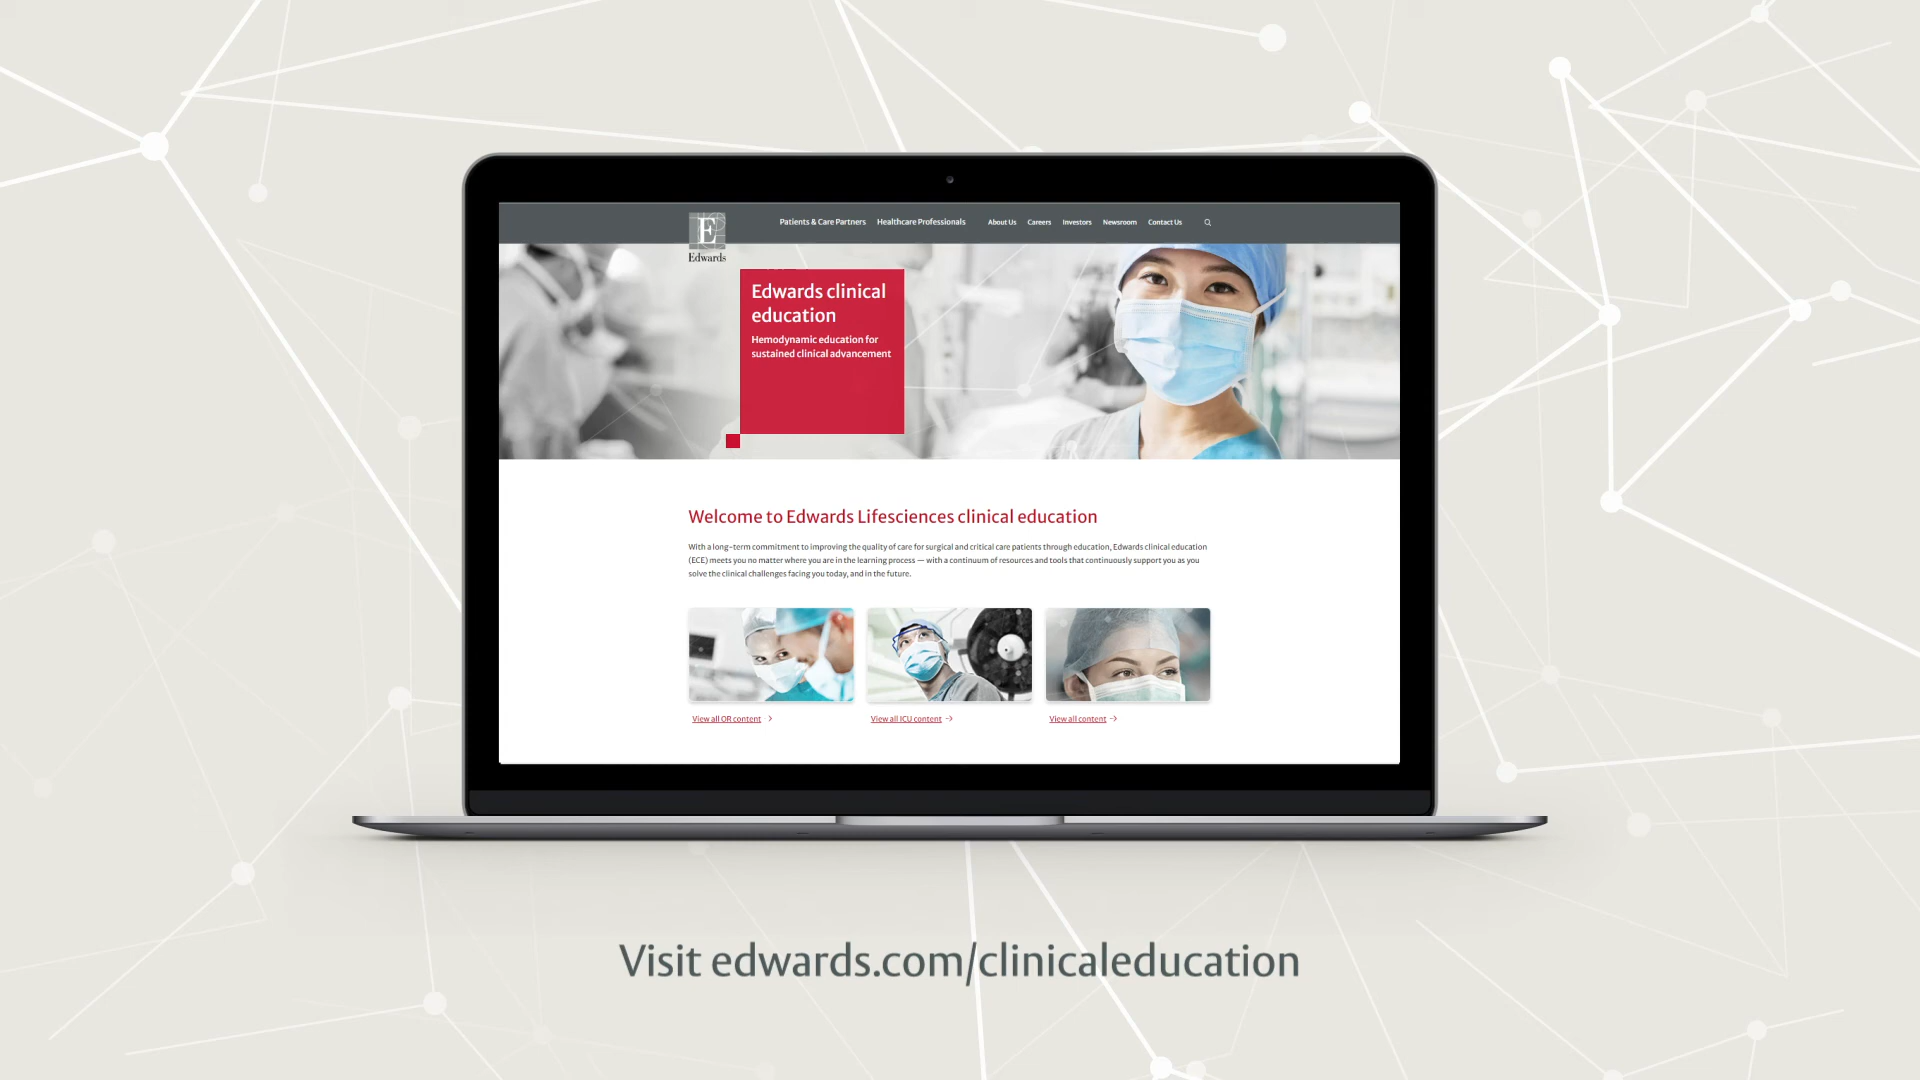 Patients & Care Partners Healthcare Professionals About Us Careers Investors Newsroom Contact Us
E
Edwards
Edwards clinical
education
Hemodynamic education for
sustained clinical advancement
Welcome to Edwards Lifesciences clinical education
With a long-term commitment to improving the quality of care for surgical and critical care patients through education, Edwards clinical education
(ECE) meets you no matter where you are in the learning process — with a continuum of resources and tools that continuously support you as you
solve the clinical challenges facing you today, and in the future.
View all OR content
View all ICU content
View all content
Visit edwards.com/clinicaleducation